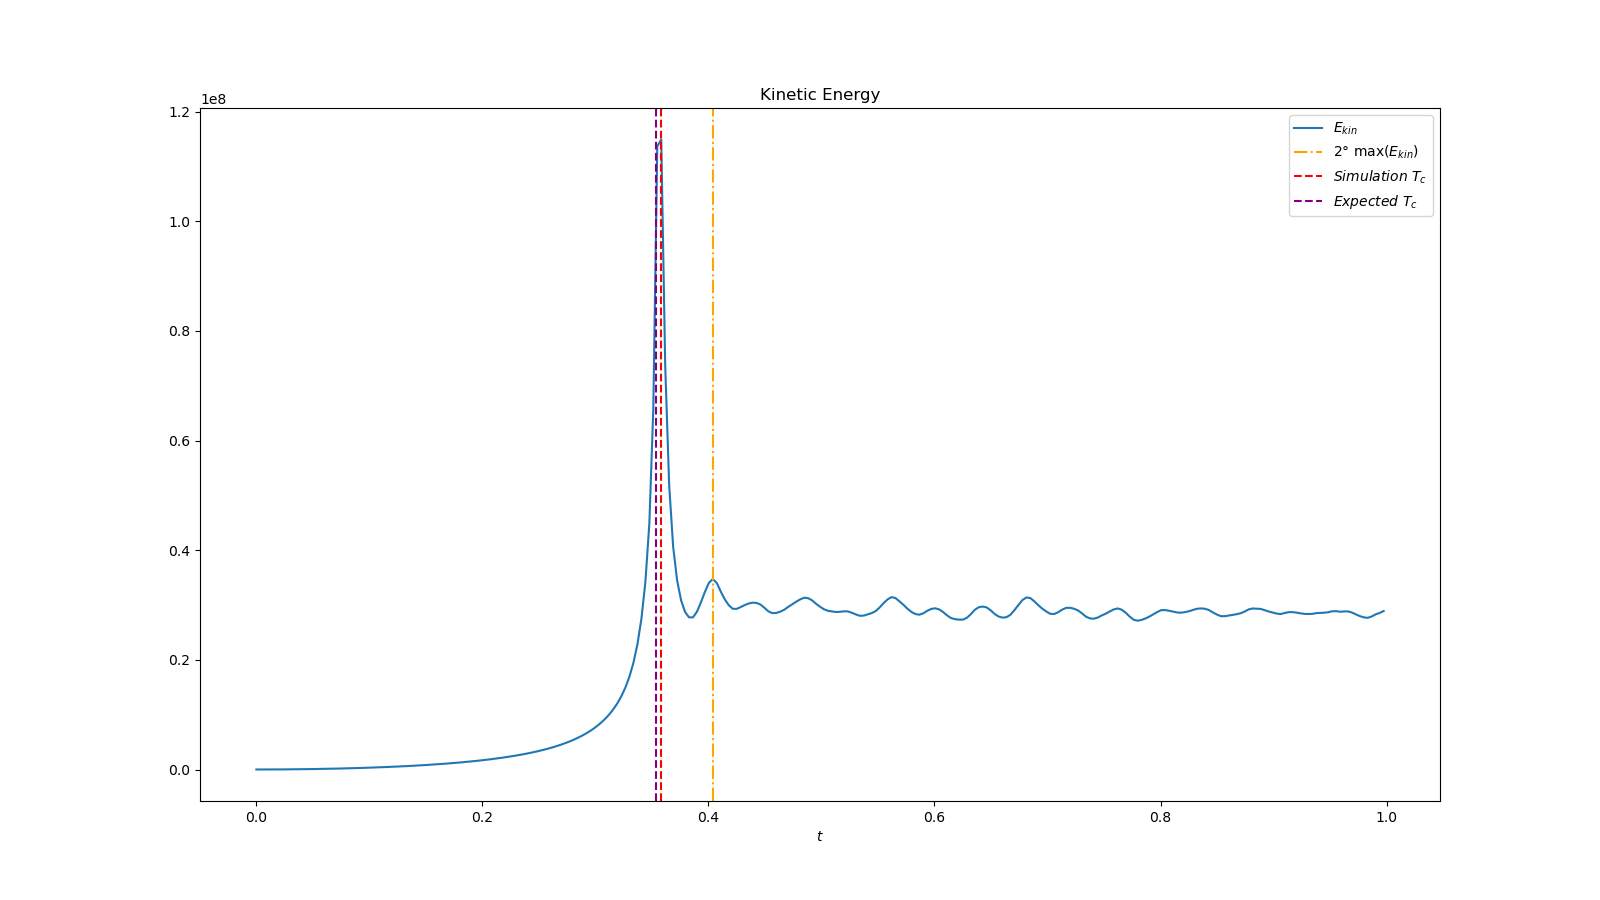 Kinetic Energy
1e8
1.2
1.0
0.8
0.6
0.4
0.2
0.0
0.0 0.2 0.4 0.6 0.8 1.0
t
E_kin
2° max(E_kin)
Simulation T_c
Expected T_c